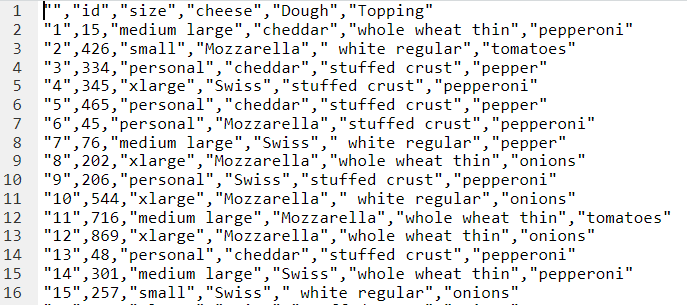 1 "","id","size","cheese","Dough","Topping"
2 "1",15,"medium large","cheddar","whole wheat thin","pepperoni"
3 "2",426,"small","Mozzarella"," white regular","tomatoes"
4 "3",334,"personal","cheddar","stuffed crust","pepper"
5 "4",345,"xlarge","Swiss","stuffed crust","pepperoni"
6 "5",465,"personal","cheddar","stuffed crust","pepper"
7 "6",45,"personal","Mozzarella","stuffed crust","pepperoni"
8 "7",76,"medium large","Swiss"," white regular","pepper"
9 "8",202,"xlarge","Mozzarella","whole wheat thin","onions"
10 "9",206,"personal","Swiss","stuffed crust","pepperoni"
11 "10",544,"xlarge","Mozzarella"," white regular","onions"
12 "11",716,"medium large","Mozzarella","whole wheat thin","tomatoes"
13 "12",869,"xlarge","Mozzarella","whole wheat thin","onions"
14 "13",48,"personal","cheddar","stuffed crust","pepperoni"
15 "14",301,"medium large","Swiss","whole wheat thin","pepperoni"
16 "15",257,"small","Swiss"," white regular","onions"